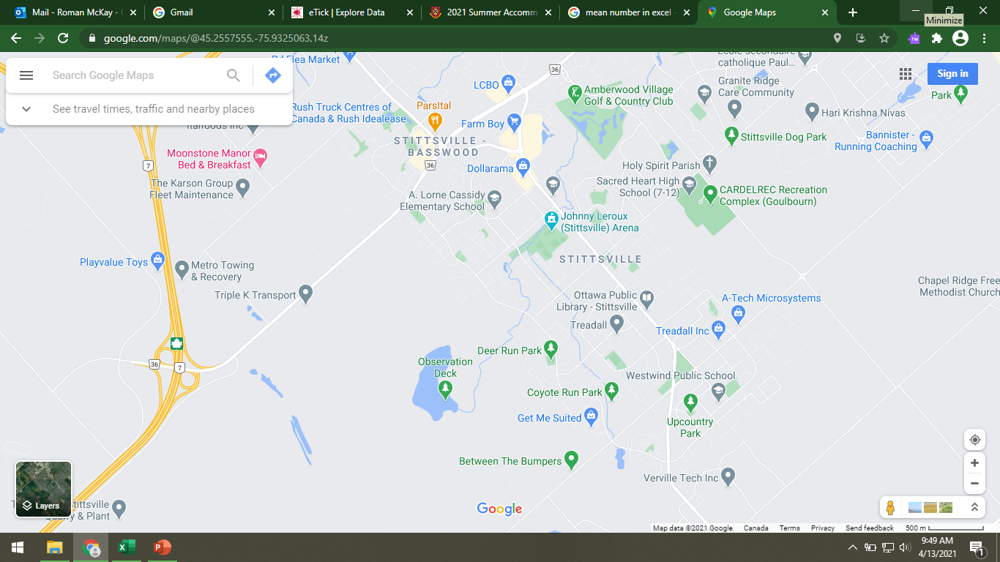 Mail - Roman McKay -
Gmail
eTick | Explore Data
2021 Summer Accomm
mean number in excel -
Google Maps
Minimize
google.com/maps/@45.2557555,-75.9325063,14z
Search Google Maps
See travel times, traffic and nearby places
Sign in
Flea Market
36
LCBO
catholique Paul...
Granite Ridge
Care Community
Park
Amberwood Village
Golf & Country Club
Rush Truck Centres of
Canada & Rush Idealease
ParsItal
Farm Boy
Hari Krishna Nivas
Stittsville Dog Park
Bannister -
Running Coaching
STITTSVILLE -
BASSWOOD
36
Moonstone Manor
Bed & Breakfast
7
Dollarama
Holy Spirit Parish
Sacred Heart High
School (7-12)
The Karson Group
Fleet Maintenance
CARDELREC Recreation
Complex (Goulbourn)
A. Lorne Cassidy
Elementary School
Johnny Leroux
(Stittsville) Arena
STITTSVILLE
Playvalue Toys
Metro Towing
& Recovery
Triple K Transport
Chapel Ridge Free
Methodist Church
Ottawa Public
Library - Stittsville
A-Tech Microsystems
Treadall
Treadall Inc
Deer Run Park
36
7
Observation
Deck
Westwind Public School
Coyote Run Park
Get Me Suited
Upcountry
Park
Between The Bumpers
Verville Tech Inc
Layers
Stittsville
Quarry & Plant
Google
Map data ©2021 Google
Canada
Terms
Privacy
Send feedback
500 m
9:49 AM
4/13/2021
1